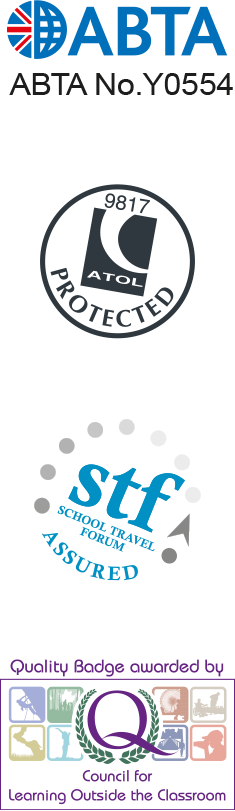 ABTA
ABTA No.Y0554
9817
ATOL
PROTECTED
stf
SCHOOL TRAVEL
FORUM
ASSURED
Quality Badge awarded by
Q
Council for
Learning Outside the Classroom